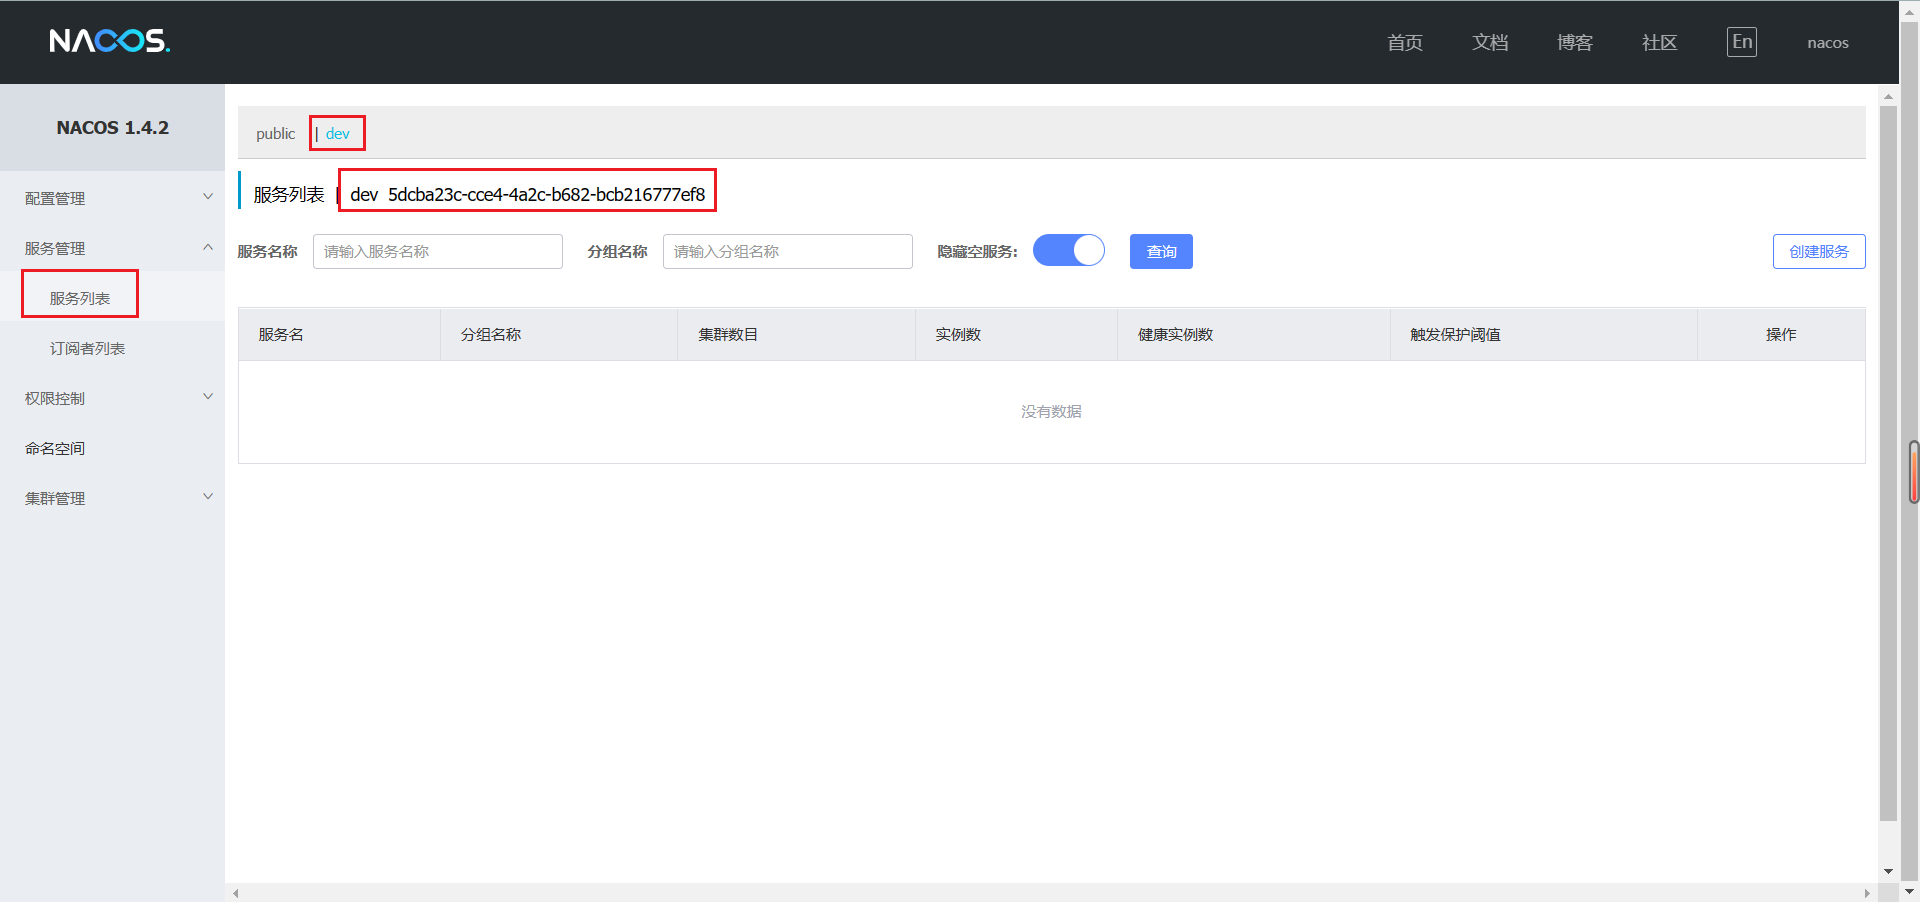 NACOS. 首页 文档 博客 社区 En nacos
NACOS 1.4.2
配置管理
服务管理
服务列表
订阅者列表
权限控制
命名空间
集群管理
public | dev
服务列表 | dev 5dcba23c-cce4-4a2c-b682-bcb216777ef8
服务名称 请输入服务名称 分组名称 请输入分组名称 隐藏空服务: 查询 创建服务
服务名 分组名称 集群数目 实例数 健康实例数 触发保护阈值 操作
没有数据